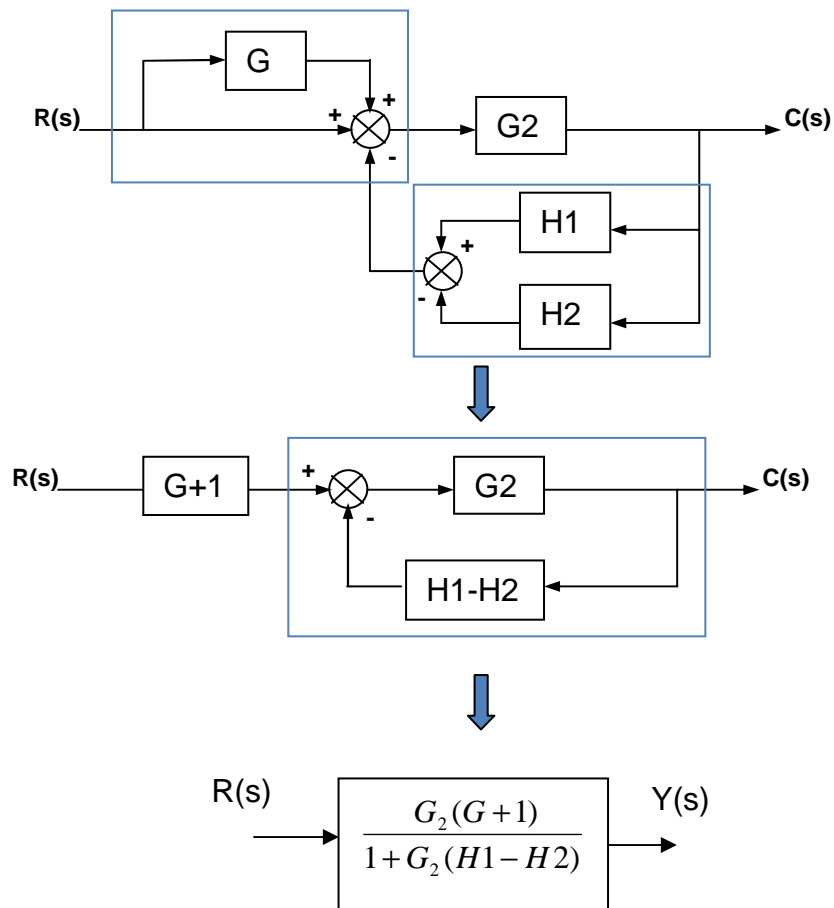 G
+ +
R(s) G2 C(s)
-
H1
+
-
H2
R(s) + C(s)
G+1 G2
-
H1-H2
R(s) Y(s)
G₂(G+1)
1+G₂(H1−H2)